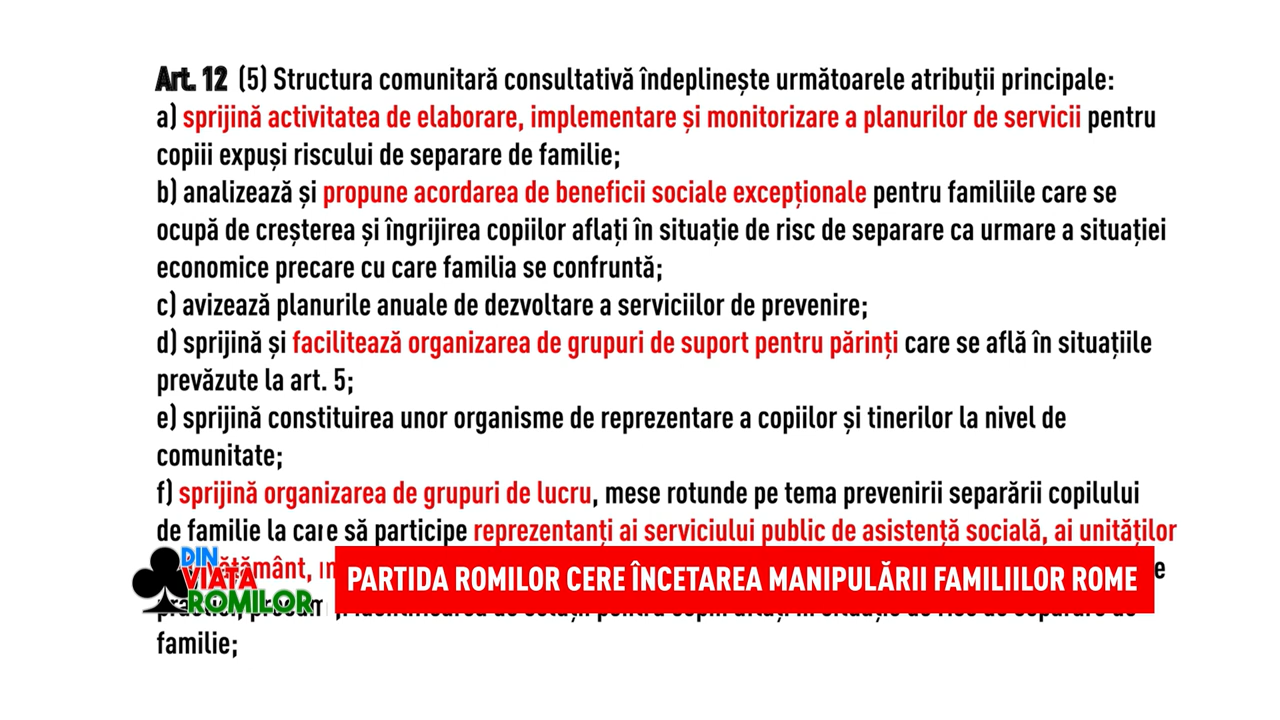 Art. 12 (5) Structura comunitară consultativă îndeplinește următoarele atribuții principale:
a) sprijină activitatea de elaborare, implementare și monitorizare a planurilor de servicii pentru
copiii expuși riscului de separare de familie;
b) analizează și propune acordarea de beneficii sociale excepționale pentru familiile care se
ocupă de creșterea și îngrijirea copiilor aflați în situație de risc de separare ca urmare a situației
economice precare cu care familia se confruntă;
c) avizează planurile anuale de dezvoltare a serviciilor de prevenire;
d) sprijină și facilitează organizarea de grupuri de suport pentru părinți care se află în situațiile
prevăzute la art. 5;
e) sprijină constituirea unor organisme de reprezentare a copiilor și tinerilor la nivel de
comunitate;
f) sprijină organizarea de grupuri de lucru, mese rotunde pe tema prevenirii separării copilului
de familie la care să participe reprezentanți ai serviciului public de asistență socială, ai unităților
DIN
VIAȚA
ROMILOR
PARTIDA ROMILOR CERE ÎNCETAREA MANIPULĂRII FAMILIILOR ROME
familie;